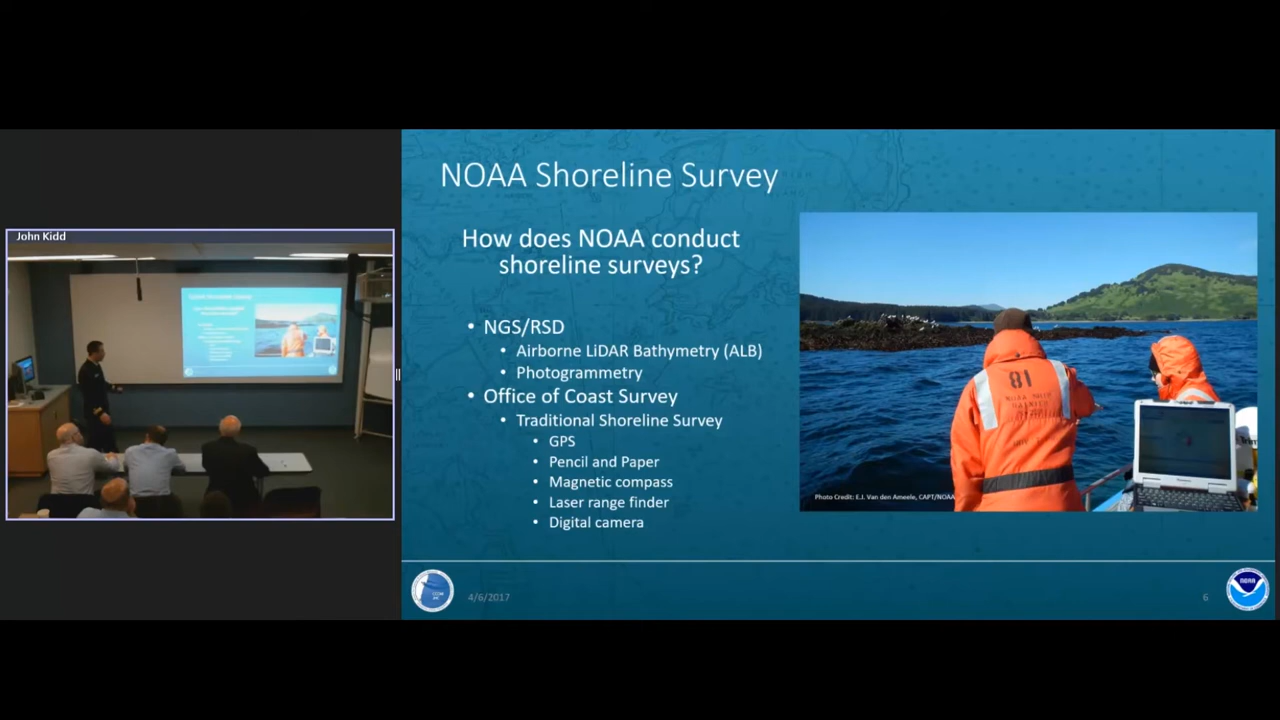 John Kidd
NOAA Shoreline Survey
How does NOAA conduct
shoreline surveys?
• NGS/RSD
• Airborne LiDAR Bathymetry (ALB)
• Photogrammetry
• Office of Coast Survey
• Traditional Shoreline Survey
• GPS
• Pencil and Paper
• Magnetic compass
• Laser range finder
• Digital camera
81
Photo Credit: E.J. Van den Ameele, CAPT/NOAA
4/6/2017
6
NOAA